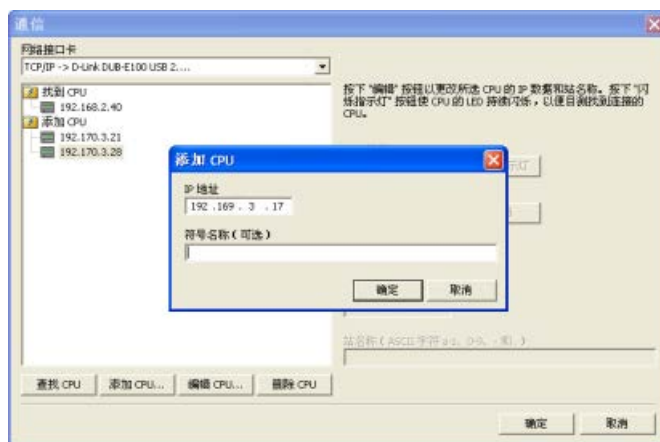 通信
网络接口卡
TCP/IP -> D-Link DUB-E100 USB 2....
找到 CPU
192.168.2.40
添加 CPU
192.170.3.21
192.170.3.28
按下“编辑”按钮以更改所选 CPU 的 IP 数据和站名称。按下“闪
烁指示灯”按钮使 CPU 的 LED 持续闪烁，以便目测找到连接的
CPU。
示灯
添加 CPU
IP 地址
192 .169 . 3 . 17
符号名称(可选)
确定
取消
站名称(ASCII 字符 a-z、0-9、- 和 .)
查找 CPU
添加 CPU...
编辑 CPU...
删除 CPU
确定
取消